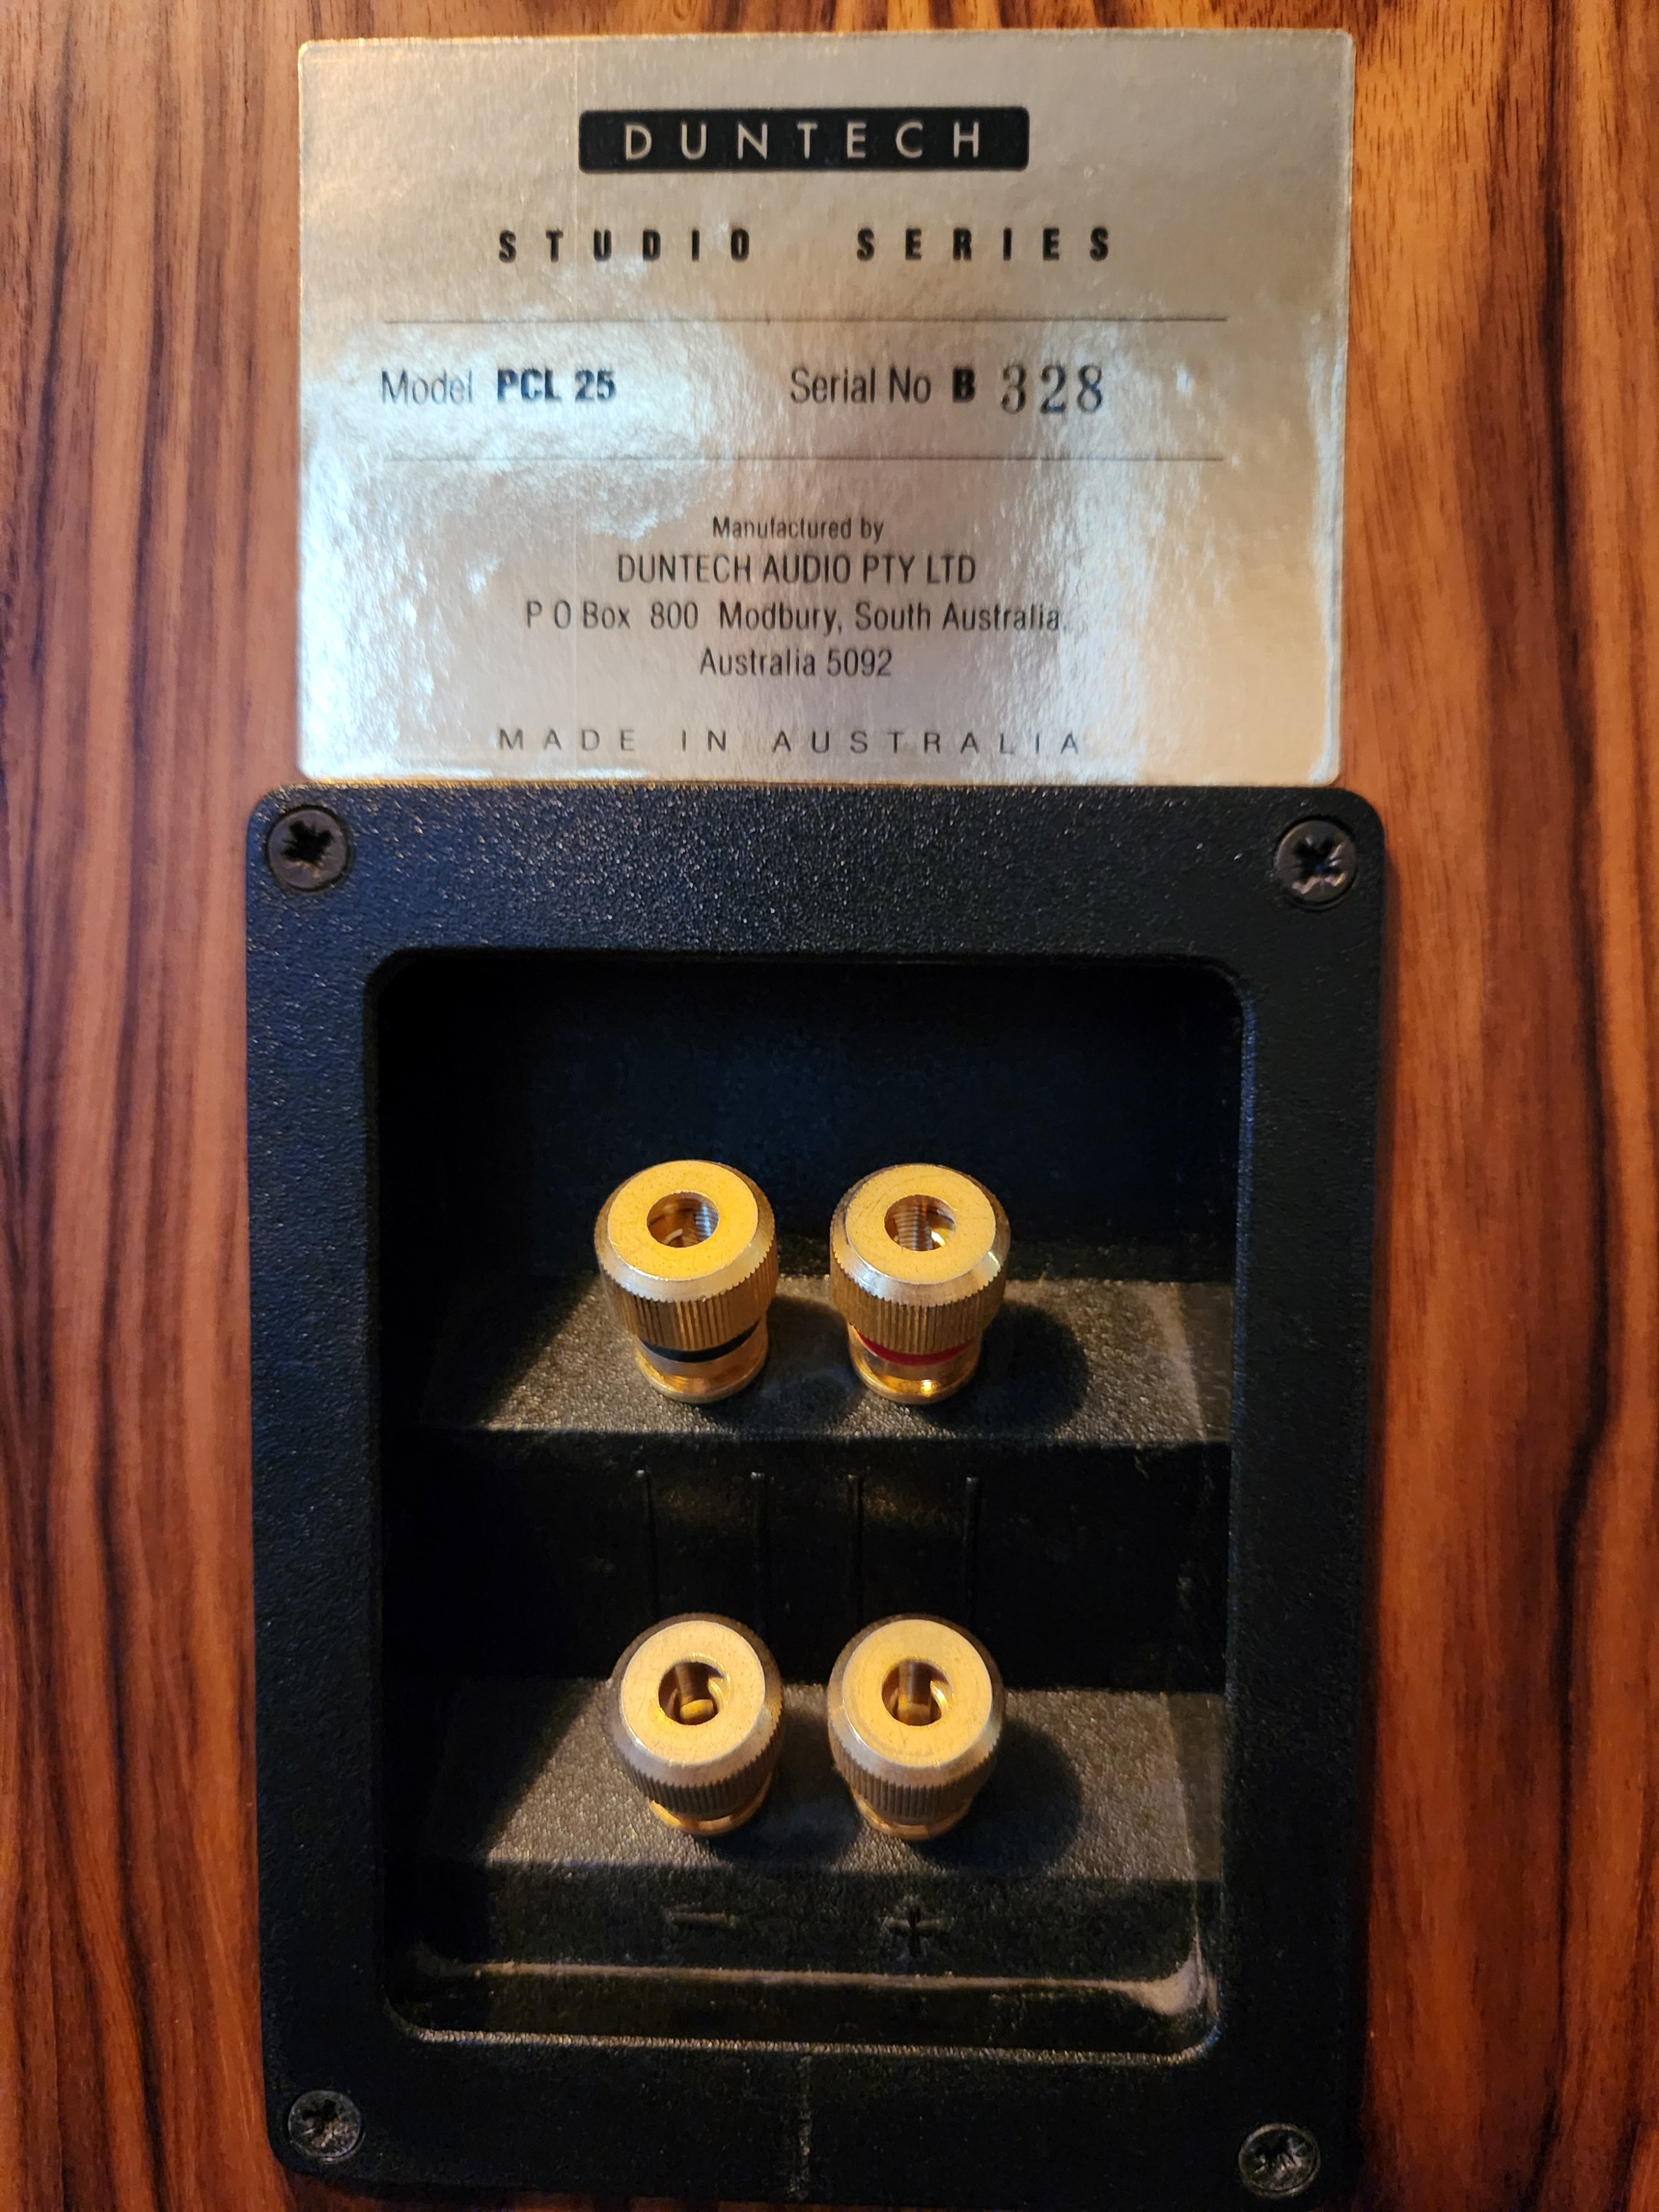 DUNTECH
STUDIO SERIES
Model PCL 25 Serial No B 328
Manufactured by
DUNTECH AUDIO PTY LTD
P O Box 800 Modbury, South Australia,
Australia 5092
MADE IN AUSTRALIA
- +